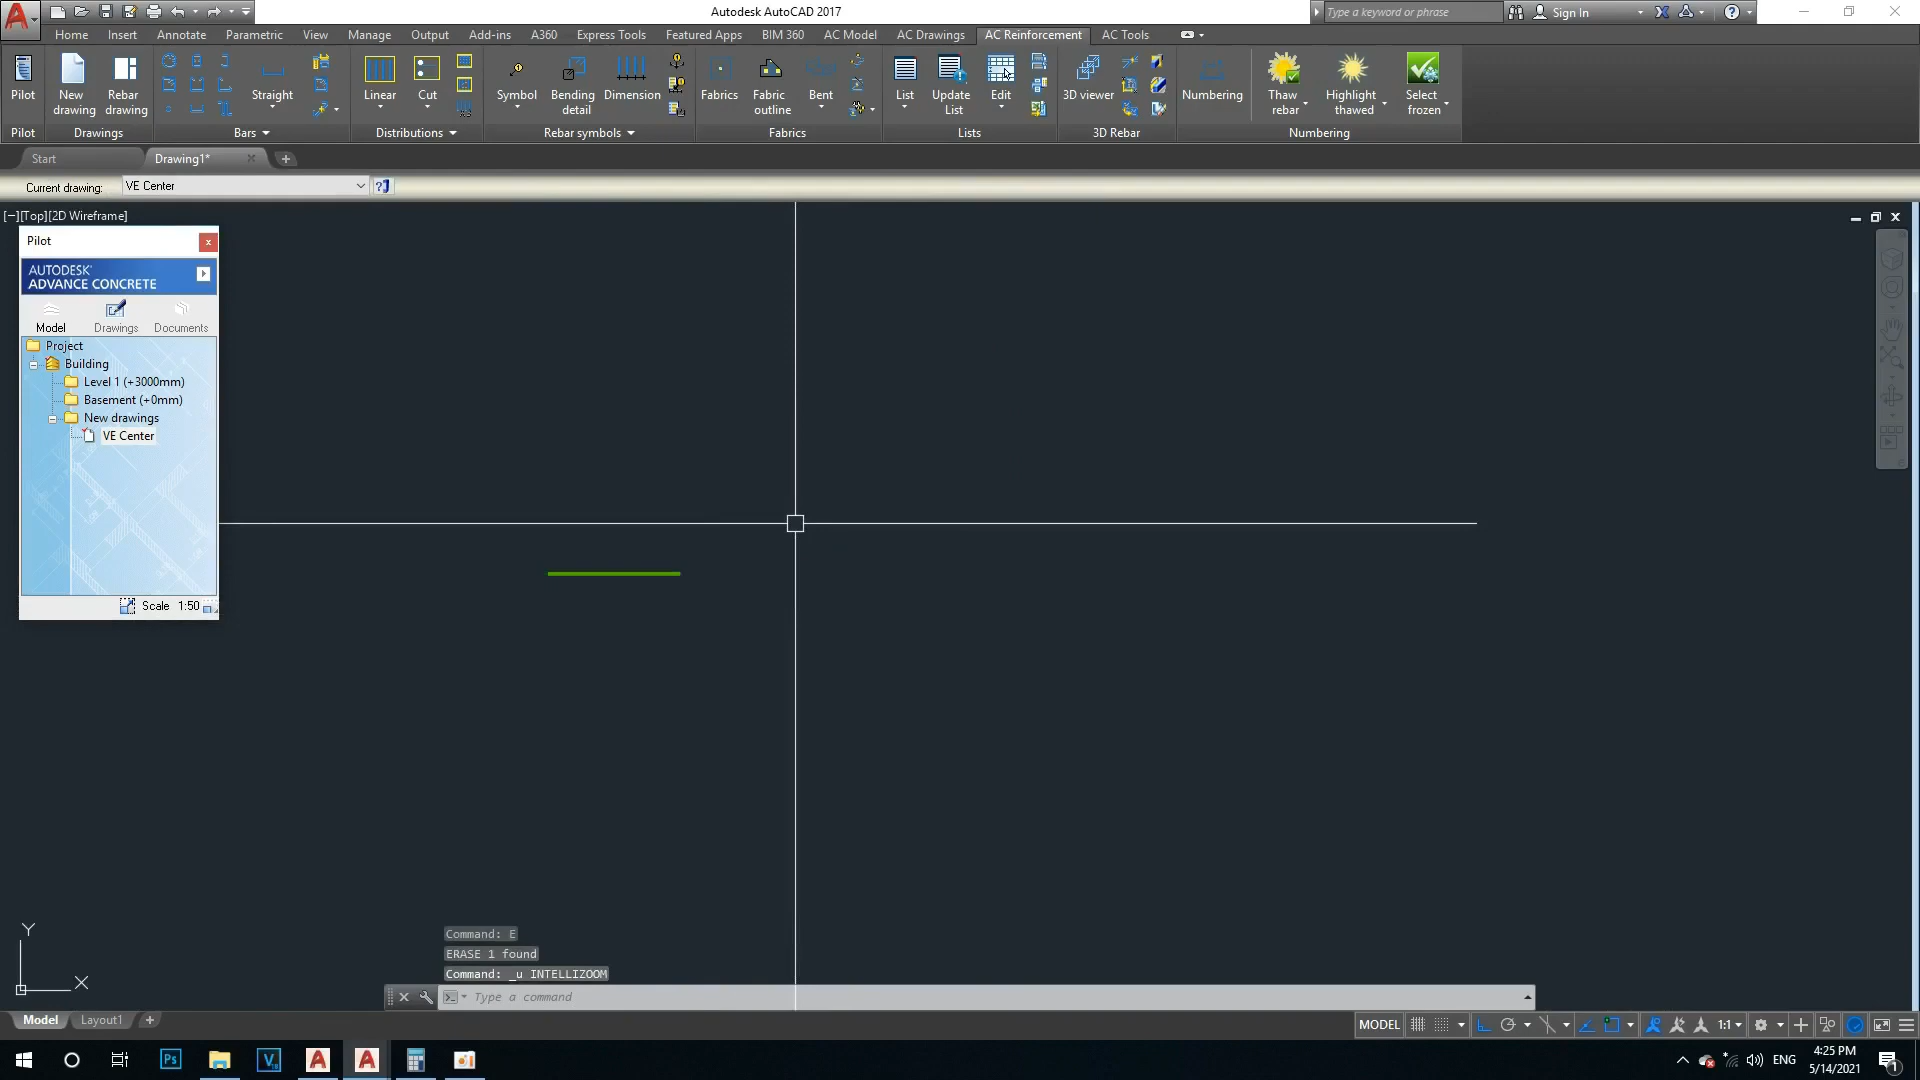 Autodesk AutoCAD 2017
Type a keyword or phrase
Sign In
Home
Insert
Annotate
Parametric
View
Manage
Output
Add-ins
A360
Express Tools
Featured Apps
BIM 360
AC Model
AC Drawings
AC Reinforcement
AC Tools
Pilot
New drawing
Rebar drawing
Straight
Linear
Cut
Symbol
Bending detail
Dimension
Fabrics
Fabric outline
Bent
List
Update List
Edit
3D viewer
Numbering
Thaw rebar
Highlight thawed
Select frozen
Pilot
Drawings
Bars
Distributions
Rebar symbols
Fabrics
Lists
3D Rebar
Numbering
Start
Drawing1*
Current drawing:
VE Center
[−][Top][2D Wireframe]
Pilot
AUTODESK®
ADVANCE CONCRETE
Model
Drawings
Documents
Project
Building
Level 1 (+3000mm)
Basement (+0mm)
New drawings
VE Center
Scale 1:50
Y
X
Command: E
ERASE 1 found
Command: _u INTELLIZOOM
Type a command
Model
Layout1
MODEL
1:1
Ps
ENG
4:25 PM
5/14/2021
1